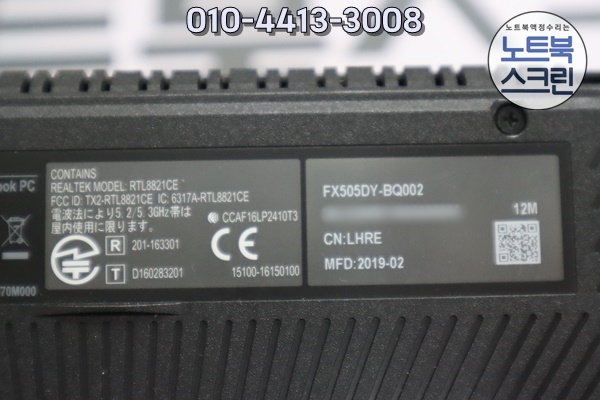 010-4413-3008
노트북액정수리는
노트북
스크린
ook PC
70M000
CONTAINS
REALTEK MODEL: RTL8821CE
FCC ID: TX2-RTL8821CE IC: 6317A-RTL8821CE
電波法により5.2/5.3GHz帯は
屋内使用に限ります。
CCAF16LP2410T3
R 201-163301
T D160283201
CE
15100-16150100
FX505DY-BQ002
12M
CN:LHRE
MFD:2019-02